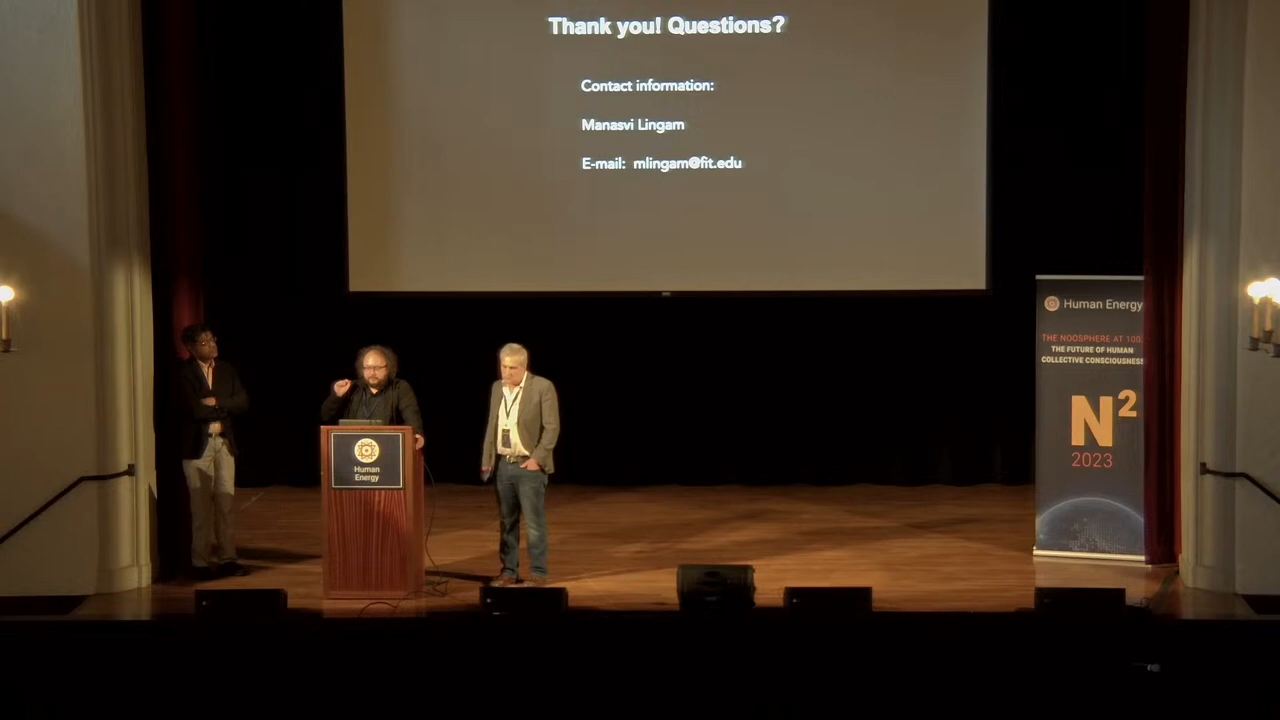 Thank you! Questions?
Contact information:
Manasvi Lingam
E-mail: mlingam@fit.edu
Human Energy
THE NOOSPHERE AT 100:
THE FUTURE OF HUMAN
COLLECTIVE CONSCIOUSNESS
N²
2023
Human
Energy